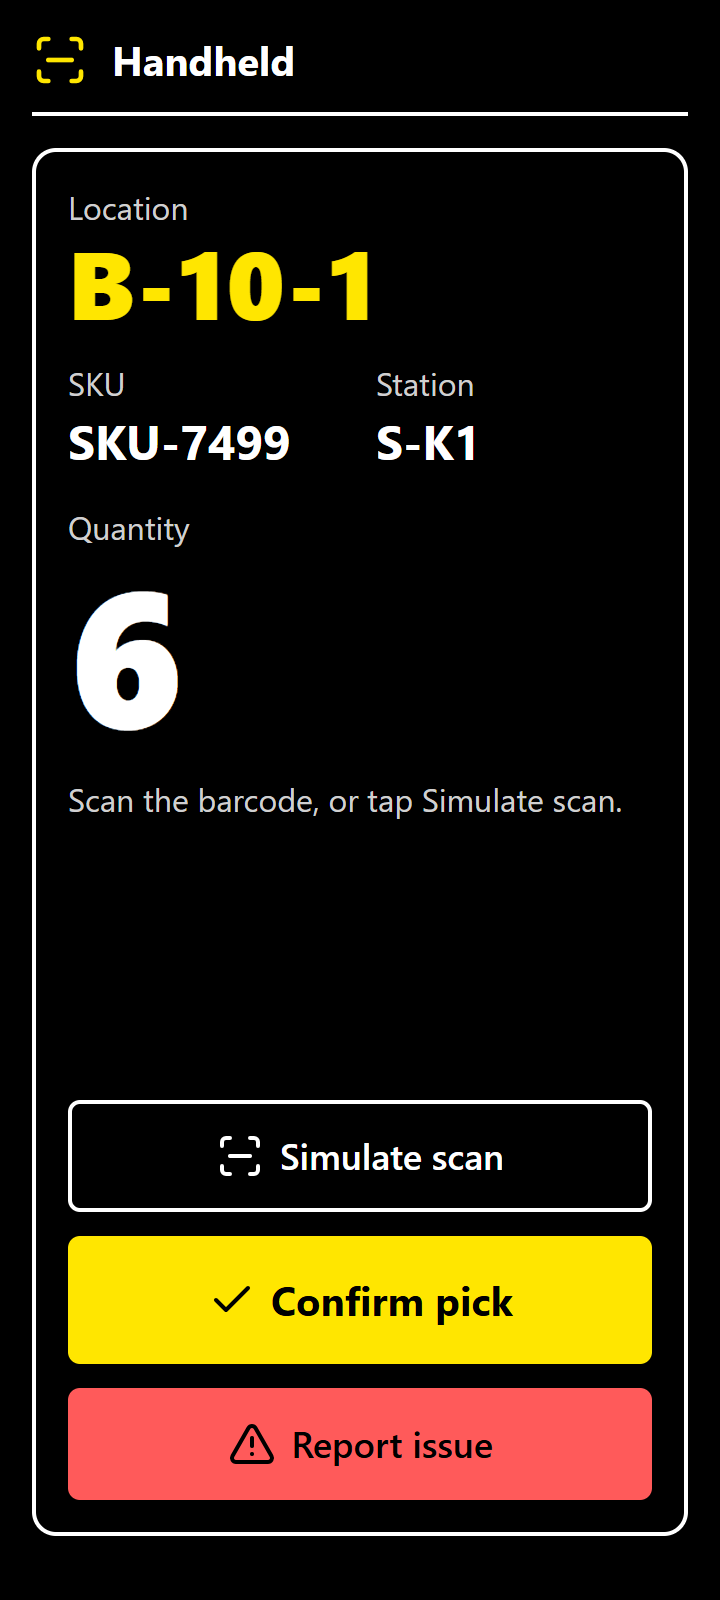 Handheld
Location
B-10-1
SKU
Station
SKU-7499
S-K1
Quantity
6
Scan the barcode, or tap Simulate scan.
Simulate scan
Confirm pick
Report issue